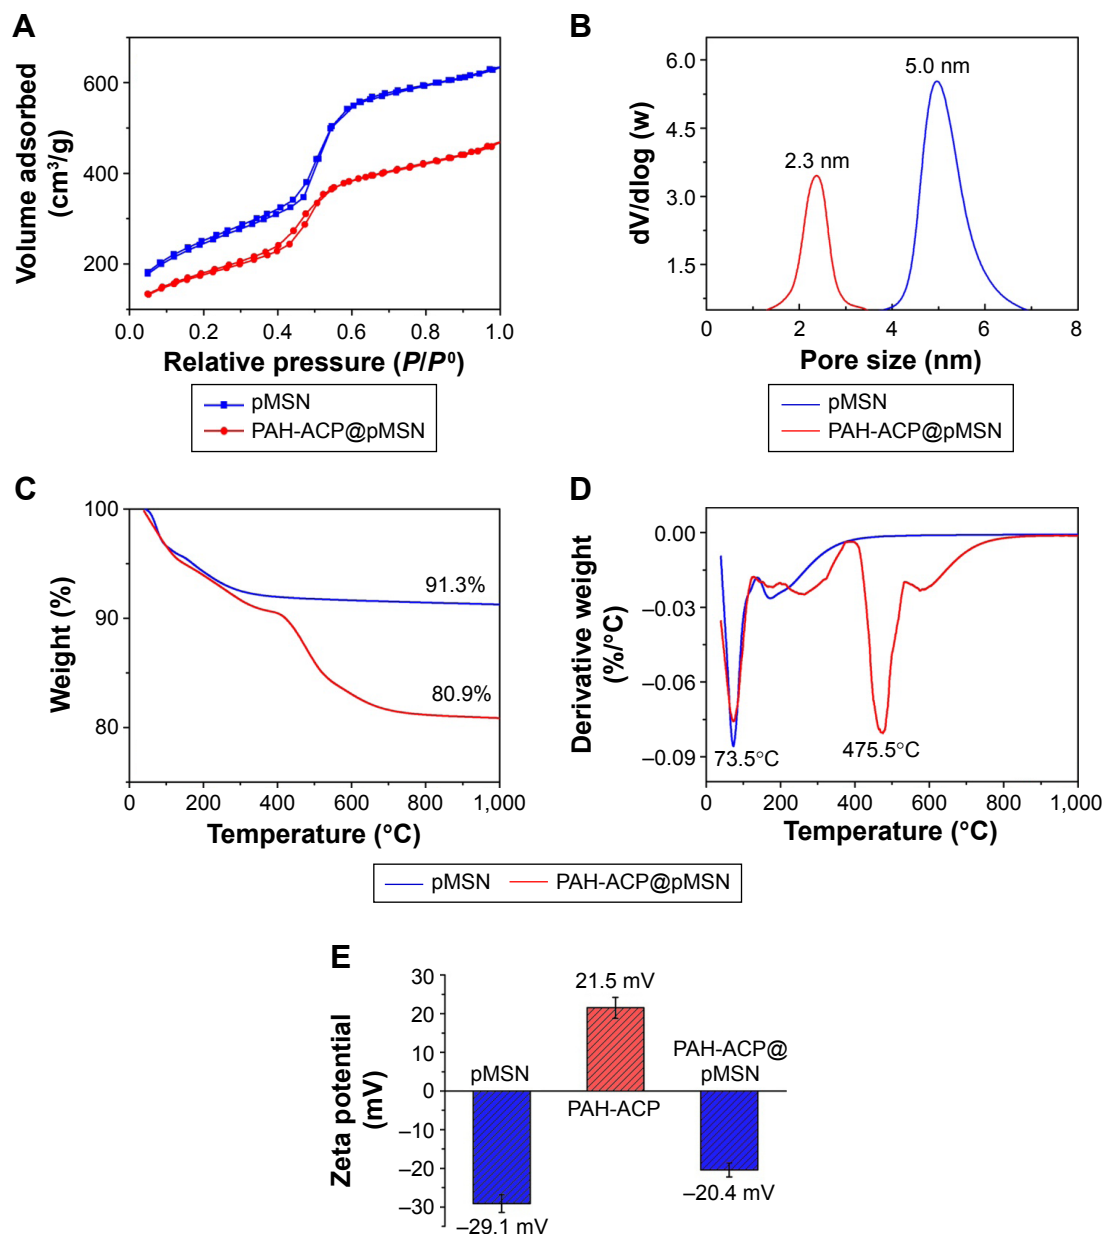 A
Volume adsorbed
(cm³/g)
600
400
200
0.0 0.2 0.4 0.6 0.8 1.0
Relative pressure (P/P⁰)
pMSN
PAH-ACP@pMSN
B
dV/dlog (w)
6.0
4.5
3.0
1.5
2.3 nm
5.0 nm
0 2 4 6 8
Pore size (nm)
pMSN
PAH-ACP@pMSN
C
Weight (%)
100
90
80
91.3%
80.9%
0 200 400 600 800 1,000
Temperature (°C)
D
Derivative weight
(%/°C)
0.00
–0.03
–0.06
–0.09
73.5°C
475.5°C
0 200 400 600 800 1,000
Temperature (°C)
pMSN PAH-ACP@pMSN
E
Zeta potential
(mV)
30
20
10
0
–10
–20
–30
21.5 mV
pMSN
PAH-ACP
PAH-ACP@
pMSN
–29.1 mV
–20.4 mV